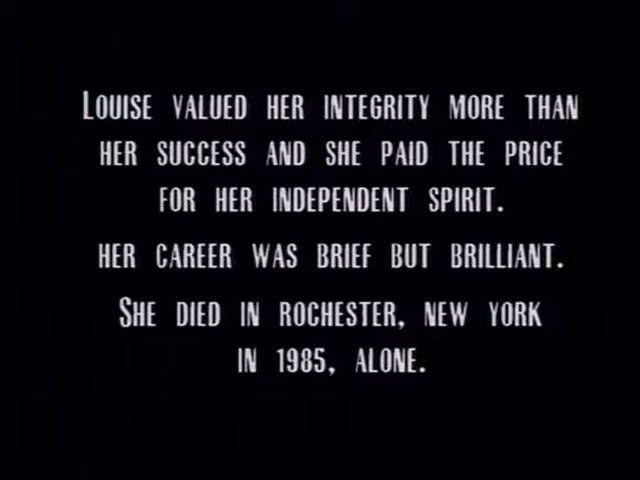 Louise valued her integrity more than
her success and she paid the price
for her independent spirit.
her career was brief but brilliant.
She died in rochester, new york
in 1985, alone.